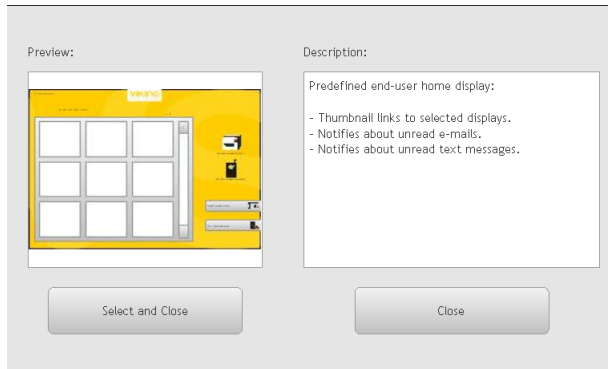 Preview:
Description:
VIKING
Predefined end-user home display:
- Thumbnail links to selected displays.
- Notifies about unread e-mails.
- Notifies about unread text messages.
Select and Close
Close